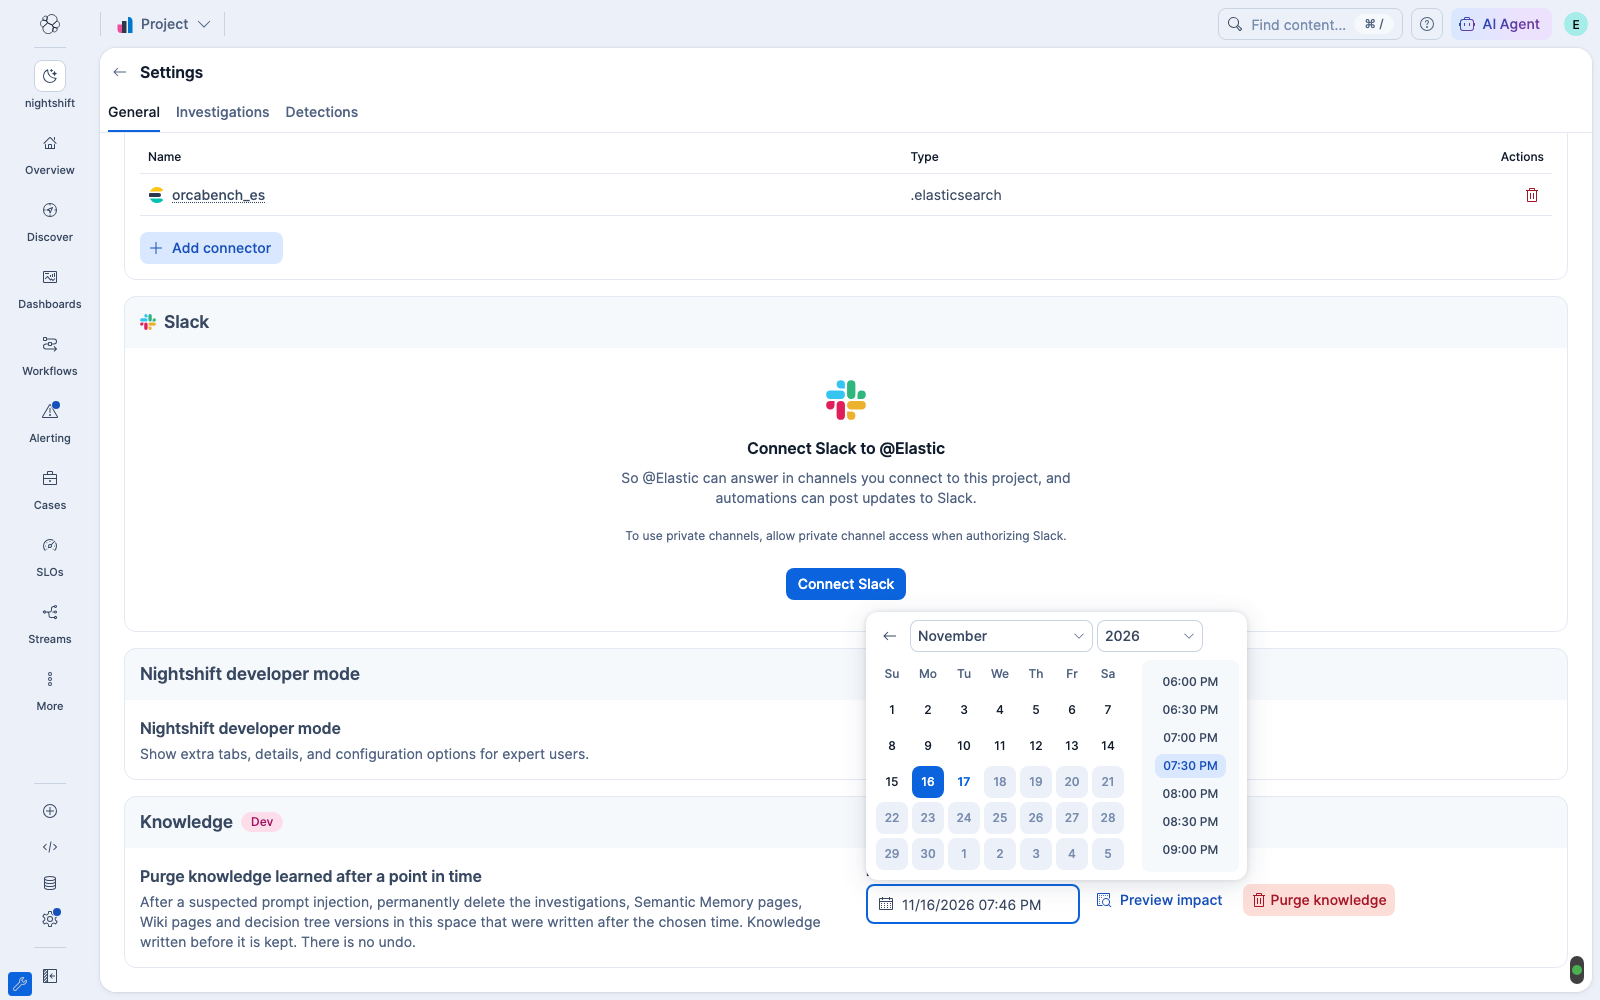 Project
Find content...
⌘ /
AI Agent
E
nightshift
Overview
Discover
Dashboards
Workflows
Alerting
Cases
SLOs
Streams
More
Settings
General
Investigations
Detections
Name
Type
Actions
orcabench_es
.elasticsearch
Add connector
Slack
Connect Slack to @Elastic
So @Elastic can answer in channels you connect to this project, and
automations can post updates to Slack.
To use private channels, allow private channel access when authorizing Slack.
Connect Slack
Nightshift developer mode
Nightshift developer mode
Show extra tabs, details, and configuration options for expert users.
Knowledge
Dev
Purge knowledge learned after a point in time
After a suspected prompt injection, permanently delete the investigations, Semantic Memory pages,
Wiki pages and decision tree versions in this space that were written after the chosen time. Knowledge
written before it is kept. There is no undo.
November
2026
Su Mo Tu We Th Fr Sa
1 2 3 4 5 6 7
8 9 10 11 12 13 14
15 16 17 18 19 20 21
22 23 24 25 26 27 28
29 30 1 2 3 4 5
06:00 PM
06:30 PM
07:00 PM
07:30 PM
08:00 PM
08:30 PM
09:00 PM
11/16/2026 07:46 PM
Preview impact
Purge knowledge